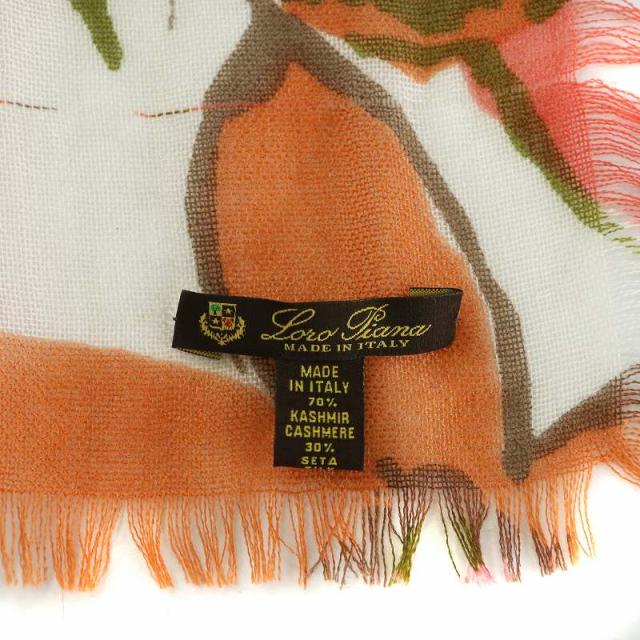 Loro Piana
MADE IN ITALY
MADE
IN ITALY
70%
KASHMIR
CASHMERE
30%
SETA